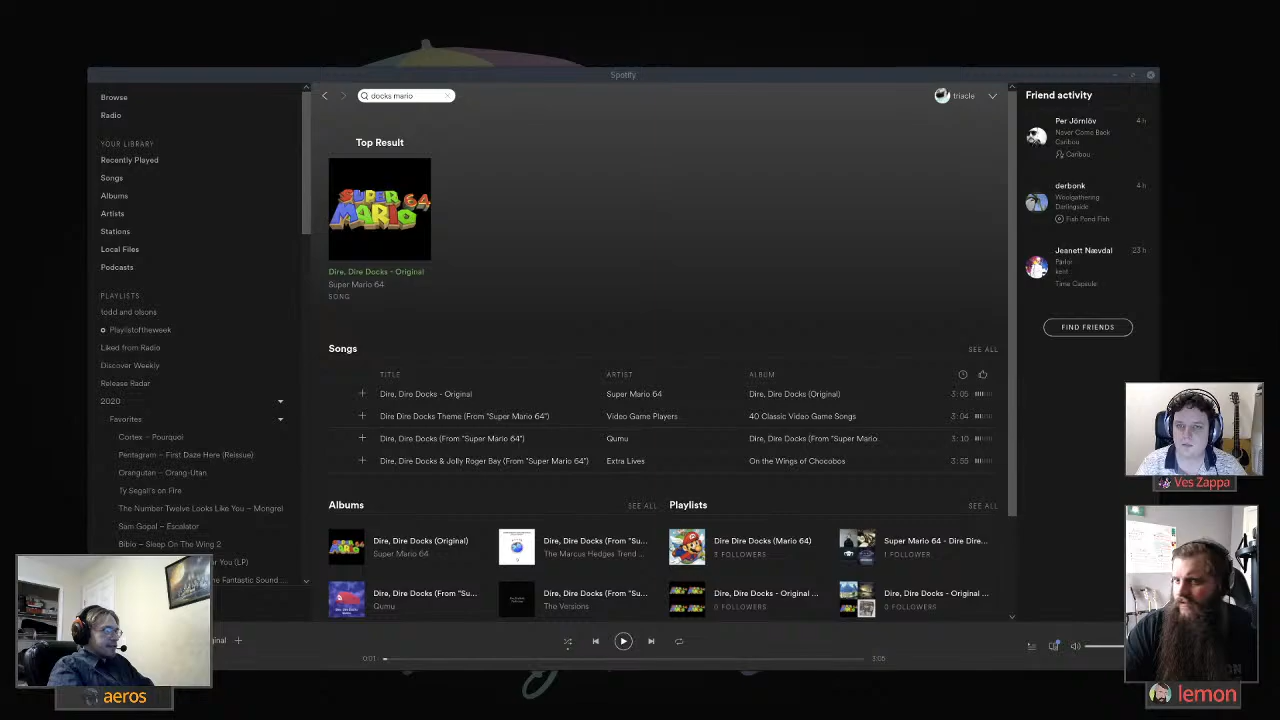 Spotify
Browse
Radio
YOUR LIBRARY
Recently Played
Songs
Albums
Artists
Stations
Local Files
Podcasts
PLAYLISTS
todd and olsons
Playlistoftheweek
Liked from Radio
Discover Weekly
Release Radar
2020
Favorites
Cortex – Pourquoi
Pentagram – First Daze Here (Reissue)
Orangutan – Orang-Utan
Ty Segall's on Fire
The Number Twelve Looks Like You – Mongrel
Sam Gopal – Escalator
Bibio – Sleep On The Wing 2
r You (LP)
he Fantastic Sound ...
docks mario
triacle
Top Result
SUPER MARIO 64
Dire, Dire Docks - Original
Super Mario 64
SONG
Songs
SEE ALL
TITLE ARTIST ALBUM
Dire, Dire Docks - Original Super Mario 64 Dire, Dire Docks (Original) 3:05
Dire Dire Docks Theme (From "Super Mario 64") Video Game Players 40 Classic Video Game Songs 3:04
Dire, Dire Docks (From "Super Mario 64") Qumu Dire, Dire Docks (From "Super Mario 3:10
Dire, Dire Docks & Jolly Roger Bay (From "Super Mario 64") Extra Lives On the Wings of Chocobos 3:55
Albums
SEE ALL
Dire, Dire Docks (Original)
Super Mario 64
Dire, Dire Docks (From "Su...
The Marcus Hedges Trend ...
Dire, Dire Docks (From "Su...
Qumu
Dire, Dire Docks (From "Su...
The Versions
Playlists
SEE ALL
Dire Dire Docks (Mario 64)
3 FOLLOWERS
Super Mario 64 - Dire Dire...
1 FOLLOWER
Dire, Dire Docks - Original ...
0 FOLLOWERS
Dire, Dire Docks - Original ...
0 FOLLOWERS
Friend activity
Per Jörnlöv 4 h
Never Come Back
Caribou
Caribou
derbonk 4 h
Woolgathering
Darlingside
Fish Pond Fish
Jeanett Nævdal 23 h
Pärlor
kent
Time Capsule
FIND FRIENDS
ginal
0:01
3:05
Ves Zappa
aeros
lemon